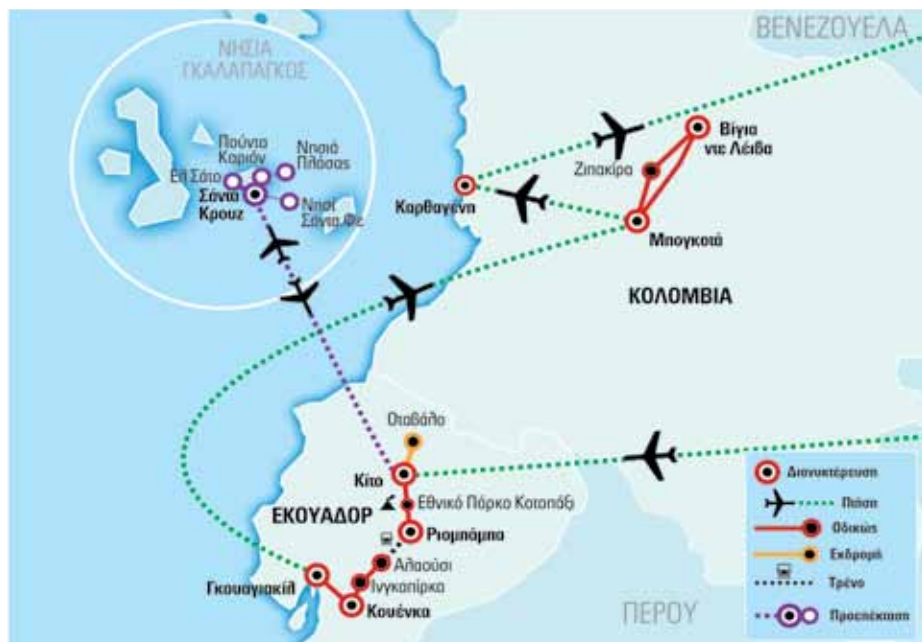 ΝΗΣΙΑ
ΓΚΑΛΑΠΑΓΚΟΣ
ΒΕΝΕΖΟΥΕΛΑ
Πούντα
Καριόν
Νησιά
Πλάσας
Ελ Σάτο
Σάντα
Κρουζ
Νησί
Σάντα Φε
Βίγια
ντε Λέιβα
Ζιπακίρα
Καρθαγένη
Μπογκοτά
ΚΟΛΟΜΒΙΑ
Οταβάλο
Κίτο
Εθνικό Πάρκο Κοτοπάξι
ΕΚΟΥΑΔΟΡ
Ριομπάμπα
Αλαούσι
Γκουαγιακίλ
Ινγκαπίρκα
Κουένκα
ΠΕΡΟΥ
Διανυκτέρευση
Πτήση
Οδικώς
Εκδρομή
Τρένο
Προεπέκταση